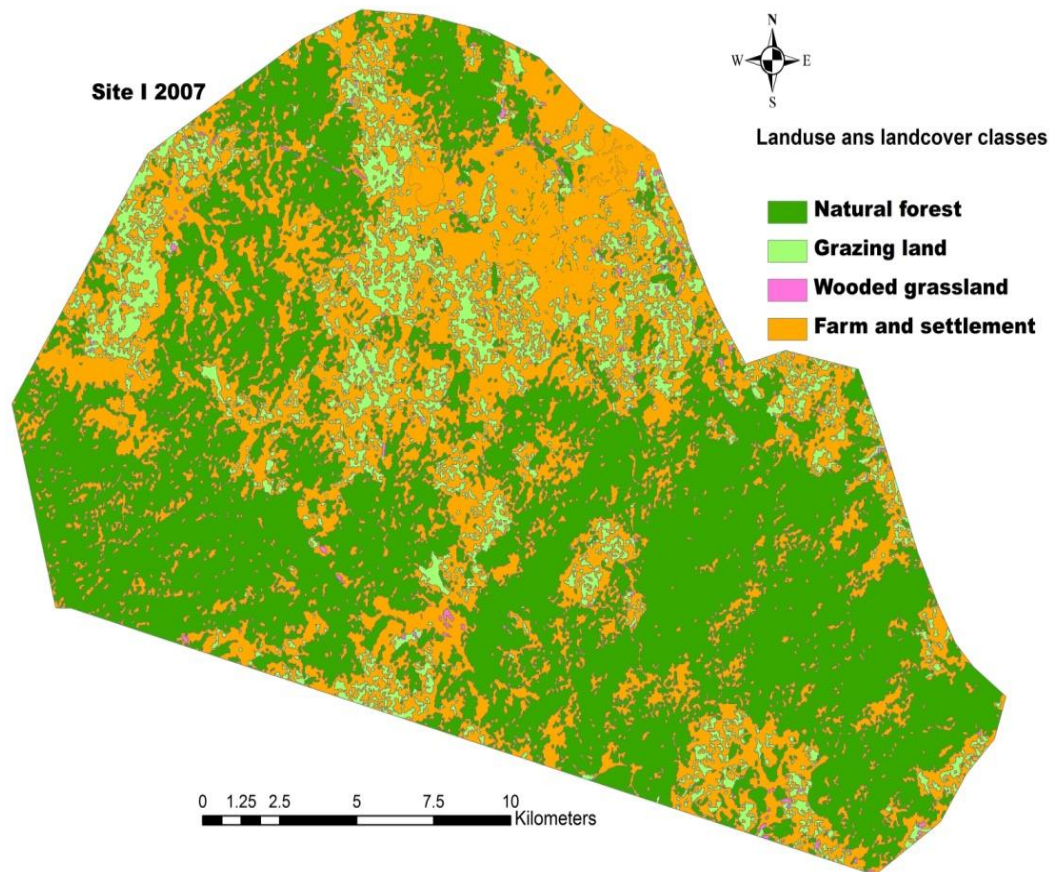 Site I 2007
N
W E
S
Landuse ans landcover classes
Natural forest
Grazing land
Wooded grassland
Farm and settlement
0 1.25 2.5 5 7.5 10
Kilometers